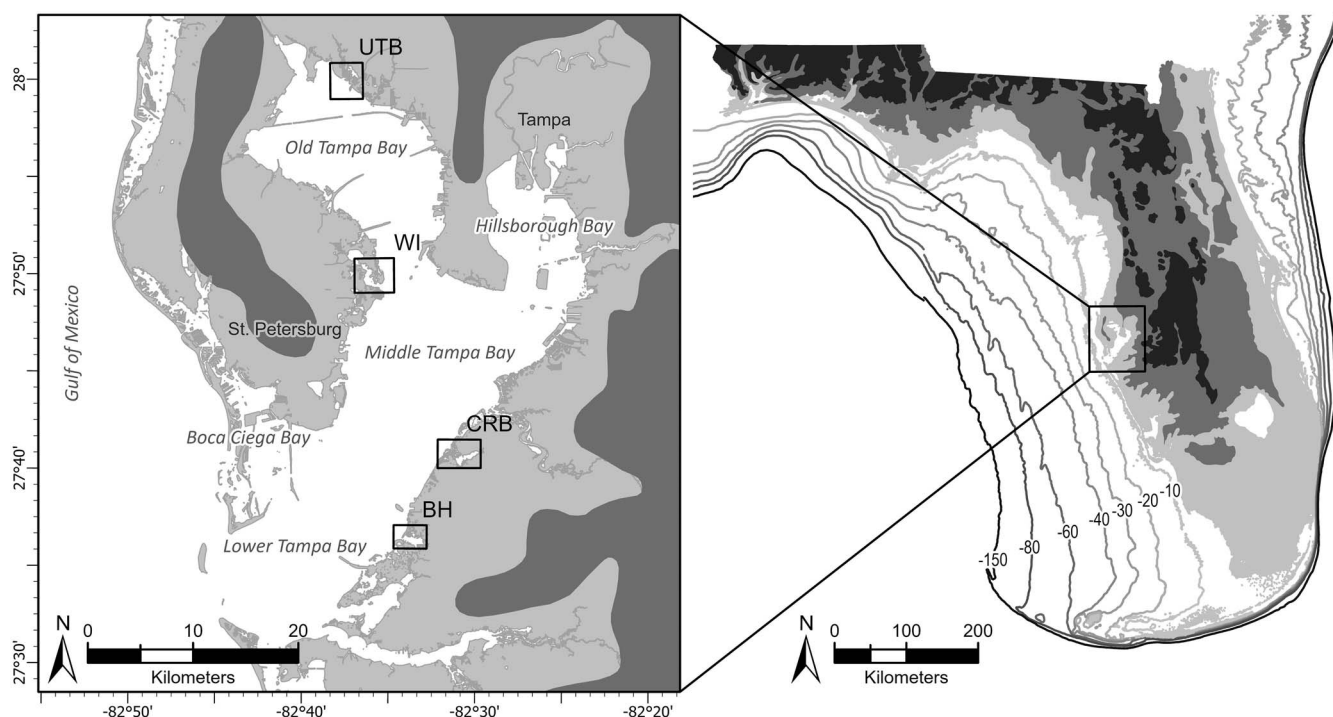 UTB
28°
Tampa
Old Tampa Bay
Hillsborough Bay
WI
27°50'
St. Petersburg
Gulf of Mexico
Middle Tampa Bay
CRB
Boca Ciega Bay
27°40'
BH
Lower Tampa Bay
N
0 10 20
Kilometers
27°30'
-82°50' -82°40' -82°30' -82°20'
-10
-20
-30
-40
-60
-80
-150
N
0 100 200
Kilometers